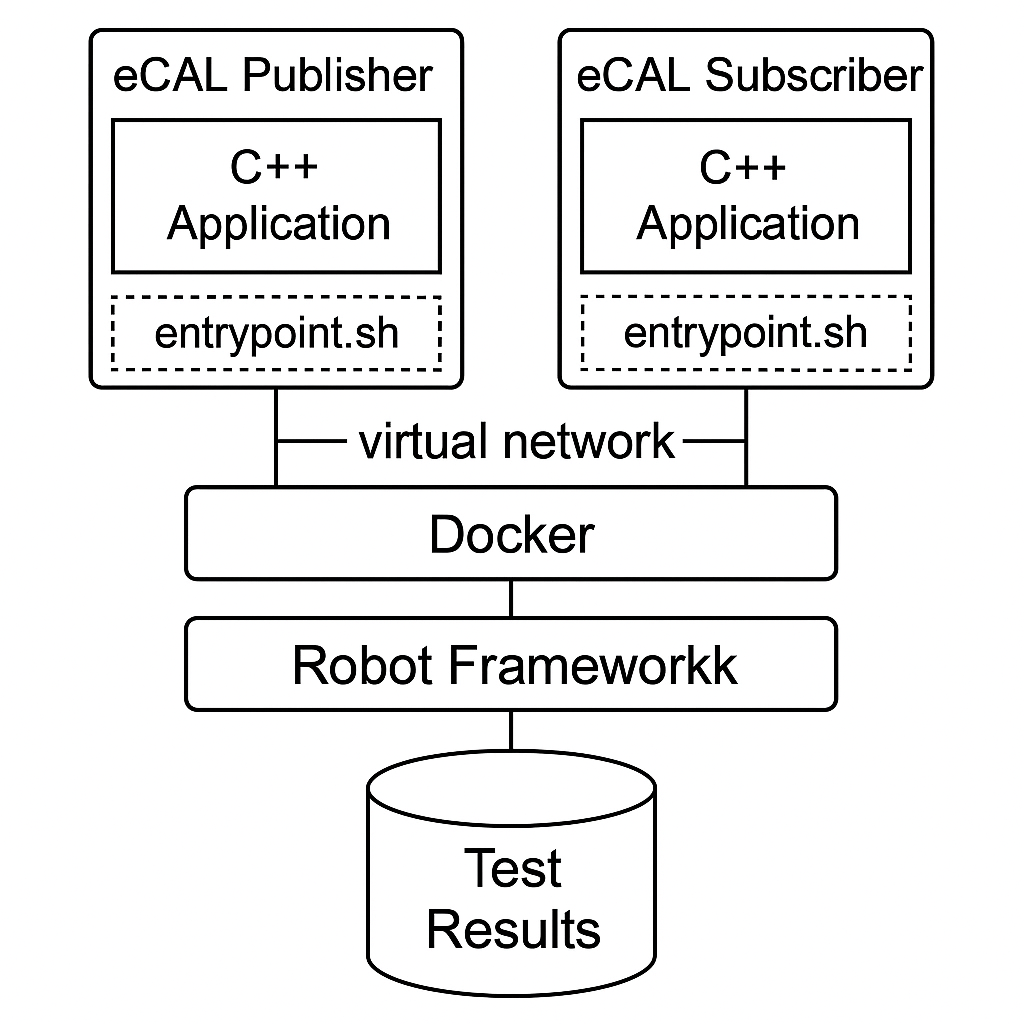 eCAL Publisher
C++
Application
entrypoint.sh
eCAL Subscriber
C++
Application
entrypoint.sh
virtual network
Docker
Robot Frameworkk
Test
Results